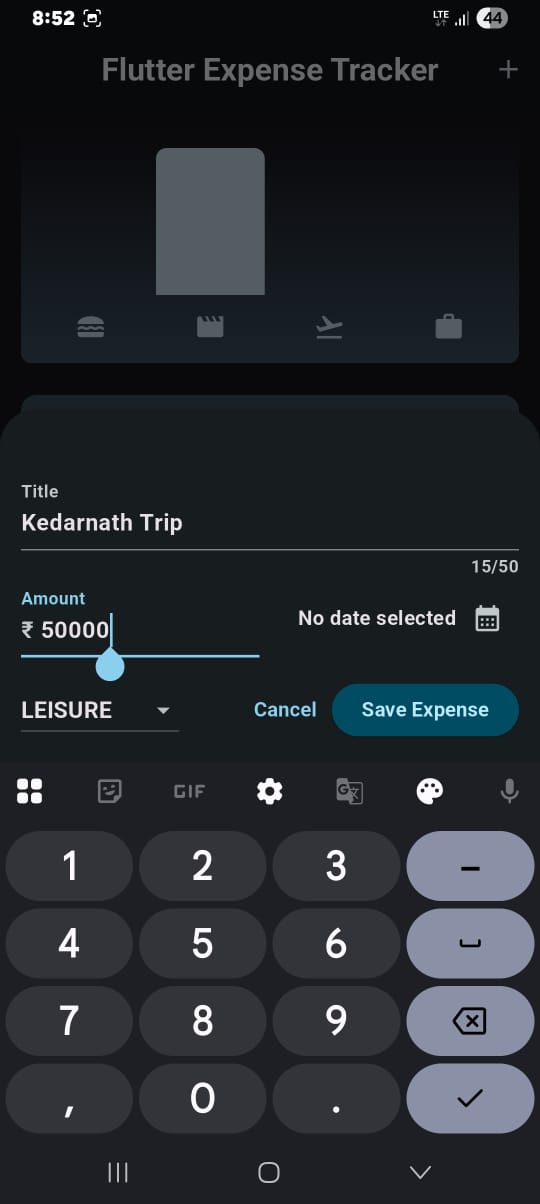 8:52
LTE
44
Flutter Expense Tracker
Title
Kedarnath Trip
15/50
Amount
₹ 50000
No date selected
LEISURE
Cancel
Save Expense
GIF
1 2 3 –
4 5 6
7 8 9
, 0 .